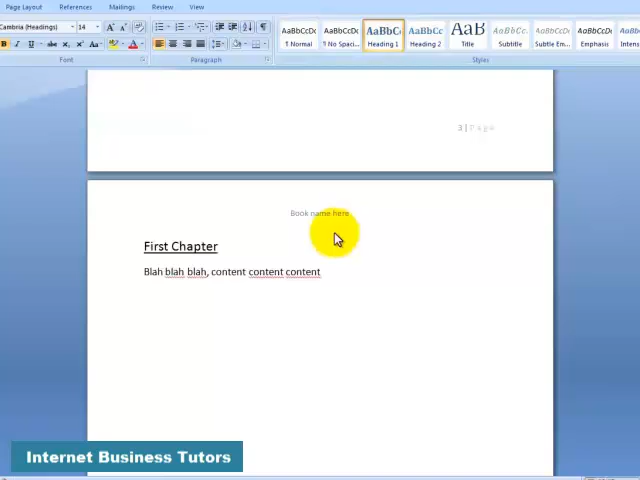 Page Layout References Mailings Review View
Cambria (Headings) 14
AaBbCcDc AaBbCcDc AaBbCc AaBbCc AaB AaBbCc. AaBbCcDc AaBbCcDc
¶ Normal ¶ No Spaci... Heading 1 Heading 2 Title Subtitle Subtle Em... Emphasis
Font Paragraph Styles
3 | Page
Book name here
First Chapter
Blah blah blah, content content content
Internet Business Tutors